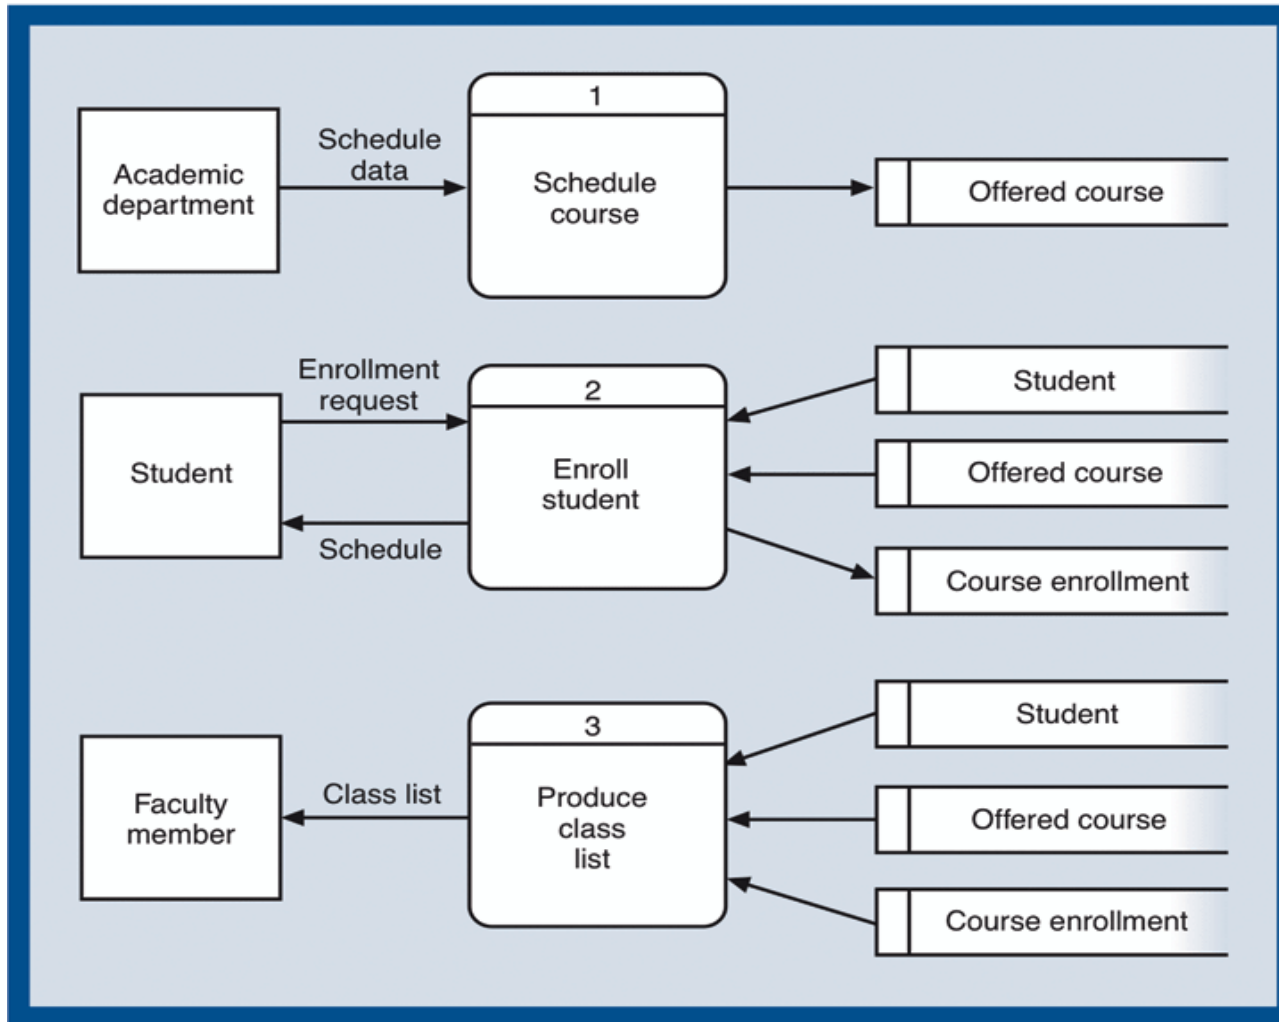 1
Schedule
data
Academic
department
Schedule
course
Offered course
Enrollment
request
2
Student
Student
Enroll
student
Offered course
Schedule
Course enrollment
3
Student
Class list
Faculty
member
Produce
class
list
Offered course
Course enrollment